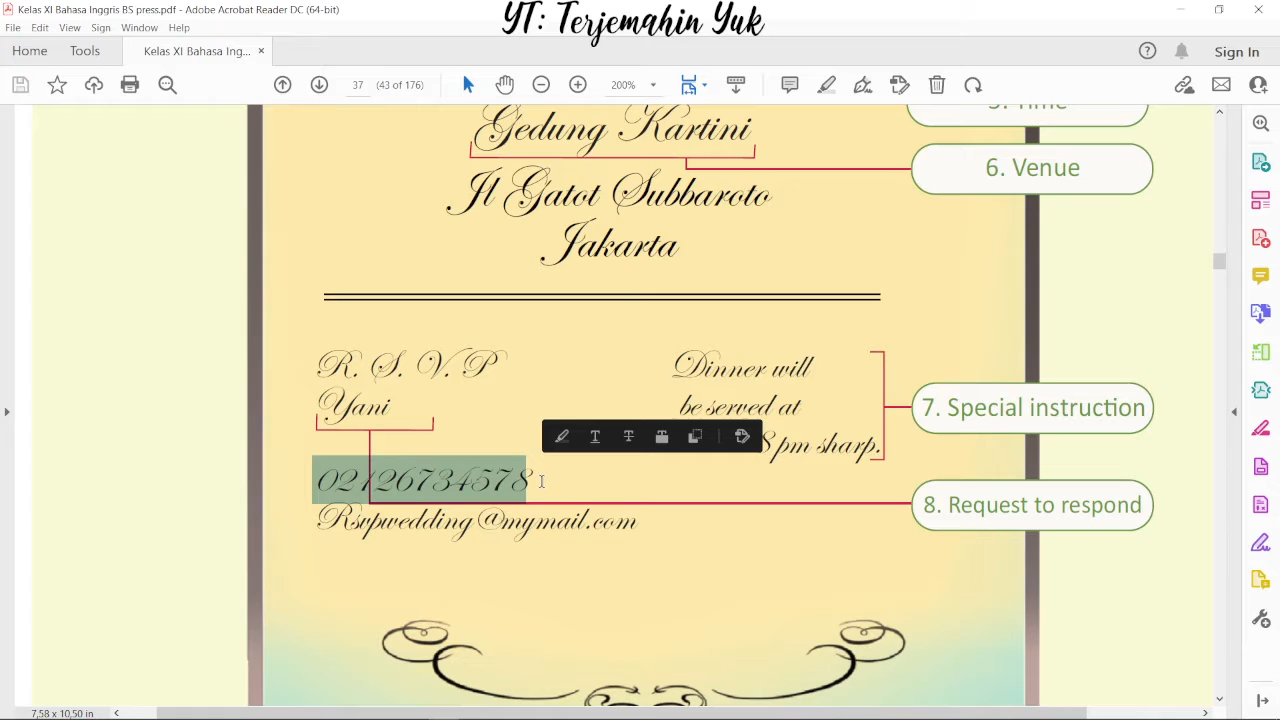 Kelas XI Bahasa Inggris BS press.pdf - Adobe Acrobat Reader DC (64-bit)
YT: Terjemahin Yuk
File Edit View Sign Window Help
Home Tools Kelas XI Bahasa Ing... × Sign In
37 (43 of 176) 200%
5. Time
Gedung Kartini
6. Venue
Jl Gatot Subbaroto
Jakarta
R. S. V. P
Yani
Dinner will
be served at
8 pm sharp.
7. Special instruction
02126734578
8. Request to respond
Rsvpwedding@mymail.com
7,58 x 10,50 in